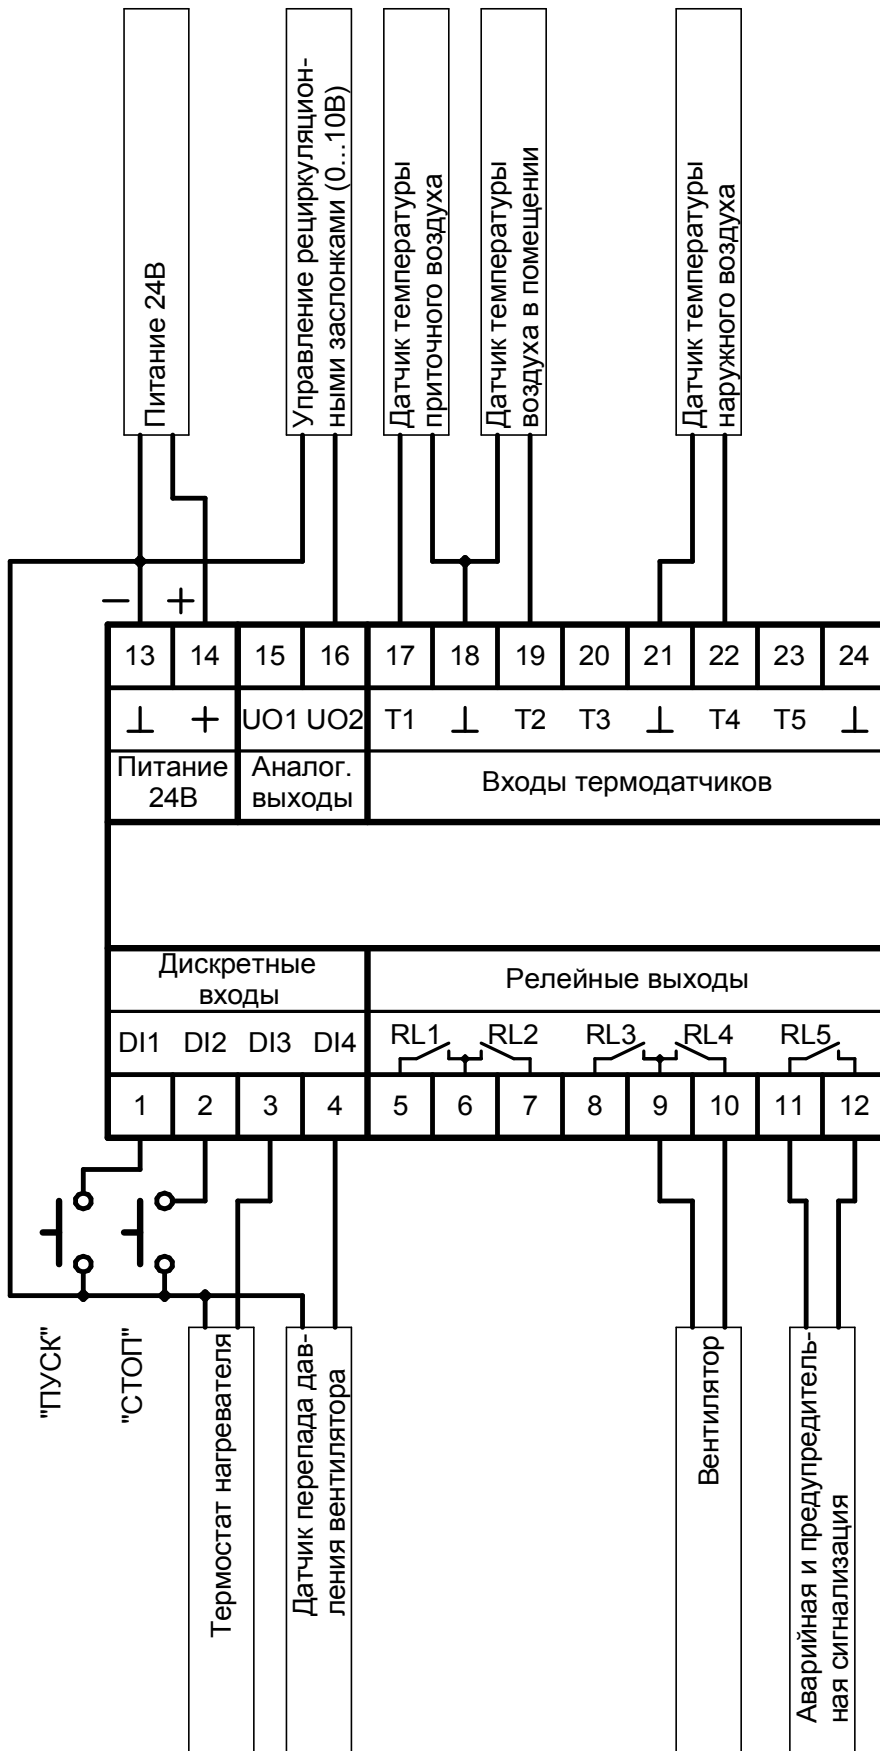 Питание 24В
Управление рециркуляцион-
ными заслонками (0...10В)
Датчик температуры
приточного воздуха
Датчик температуры
воздуха в помещении
Датчик температуры
наружного воздуха
− +
13 14 15 16 17 18 19 20 21 22 23 24
⊥ + UO1 UO2 T1 ⊥ T2 T3 ⊥ T4 T5 ⊥
Питание
24В
Аналог.
выходы
Входы термодатчиков
Дискретные
входы
Релейные выходы
DI1 DI2 DI3 DI4 RL1 RL2 RL3 RL4 RL5
1 2 3 4 5 6 7 8 9 10 11 12
"ПУСК"
"СТОП"
Термостат нагревателя
Датчик перепада дав-
ления вентилятора
Вентилятор
Аварийная и предупредитель-
ная сигнализация